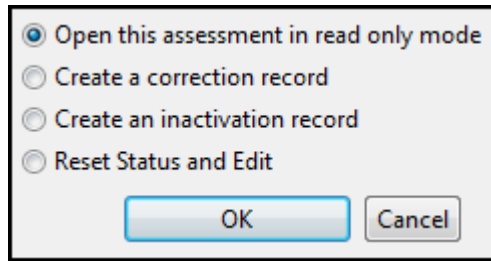 Open this assessment in read only mode
Create a correction record
Create an inactivation record
Reset Status and Edit
OK Cancel